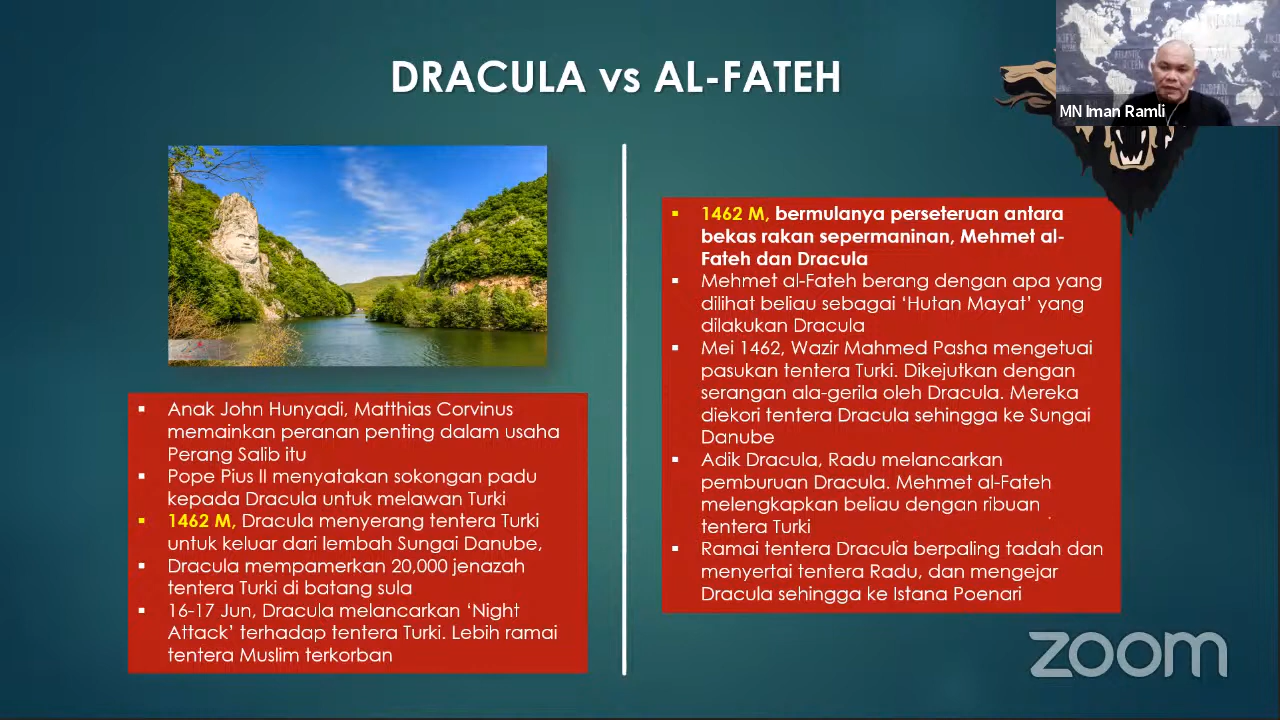 DRACULA vs AL-FATEH
MN Iman Ramli
Anak John Hunyadi, Matthias Corvinus
memainkan peranan penting dalam usaha
Perang Salib itu
Pope Pius II menyatakan sokongan padu
kepada Dracula untuk melawan Turki
1462 M, Dracula menyerang tentera Turki
untuk keluar dari lembah Sungai Danube,
Dracula mempamerkan 20,000 jenazah
tentera Turki di batang sula
16-17 Jun, Dracula melancarkan ‘Night
Attack’ terhadap tentera Turki. Lebih ramai
tentera Muslim terkorban
1462 M, bermulanya perseteruan antara
bekas rakan sepermaninan, Mehmet al-
Fateh dan Dracula
Mehmet al-Fateh berang dengan apa yang
dilihat beliau sebagai ‘Hutan Mayat’ yang
dilakukan Dracula
Mei 1462, Wazir Mahmed Pasha mengetuai
pasukan tentera Turki. Dikejutkan dengan
serangan ala-gerila oleh Dracula. Mereka
diekori tentera Dracula sehingga ke Sungai
Danube
Adik Dracula, Radu melancarkan
pemburuan Dracula. Mehmet al-Fateh
melengkapkan beliau dengan ribuan
tentera Turki
Ramai tentera Dracula berpaling tadah dan
menyertai tentera Radu, dan mengejar
Dracula sehingga ke Istana Poenari
zoom